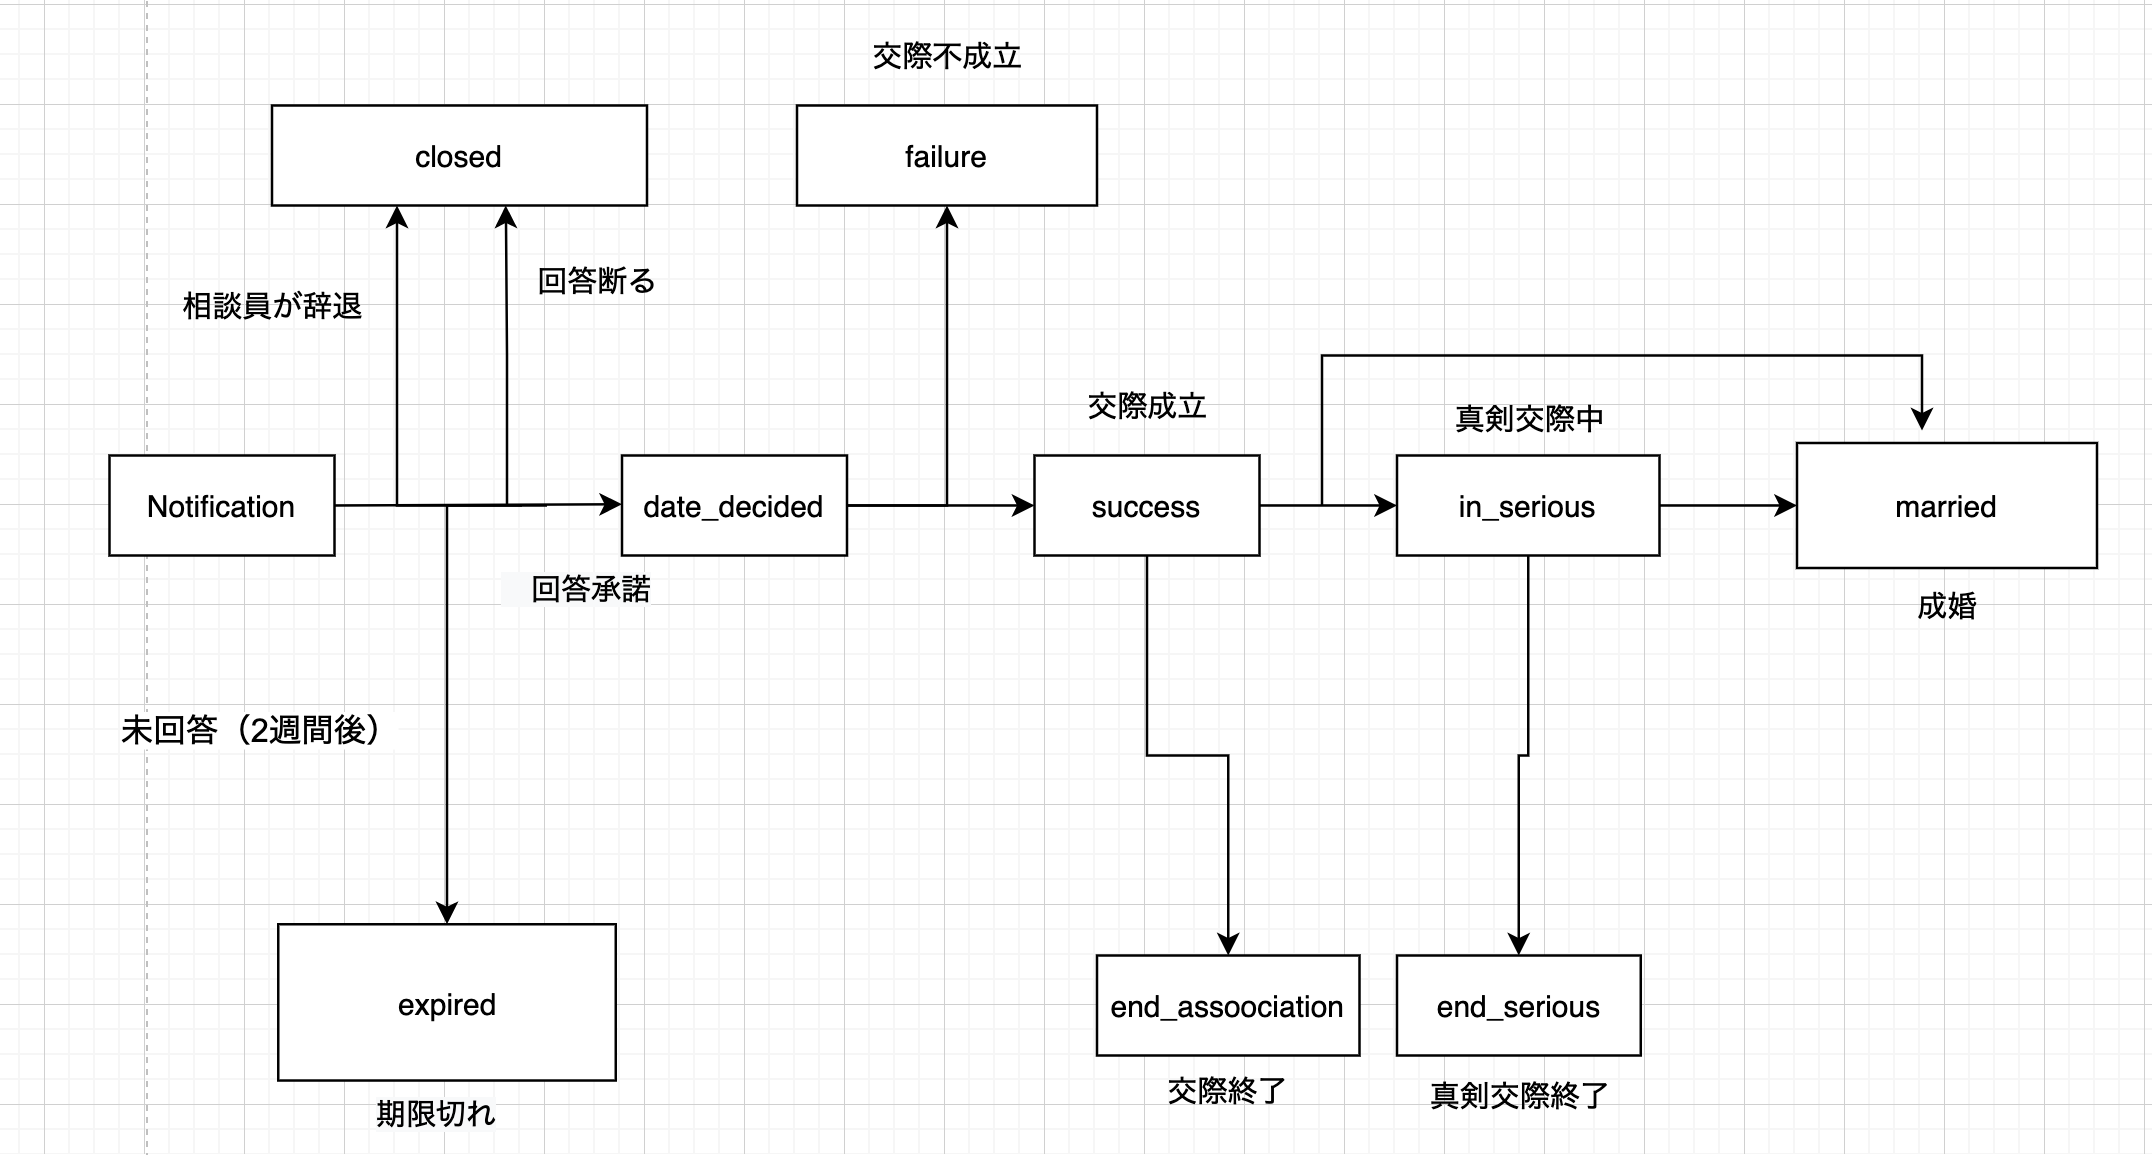 交際不成立
closed
failure
相談員が辞退
回答断る
交際成立
真剣交際中
Notification
date_decided
success
in_serious
married
回答承諾
成婚
未回答（2週間後）
expired
end_assoociation
end_serious
期限切れ
交際終了
真剣交際終了